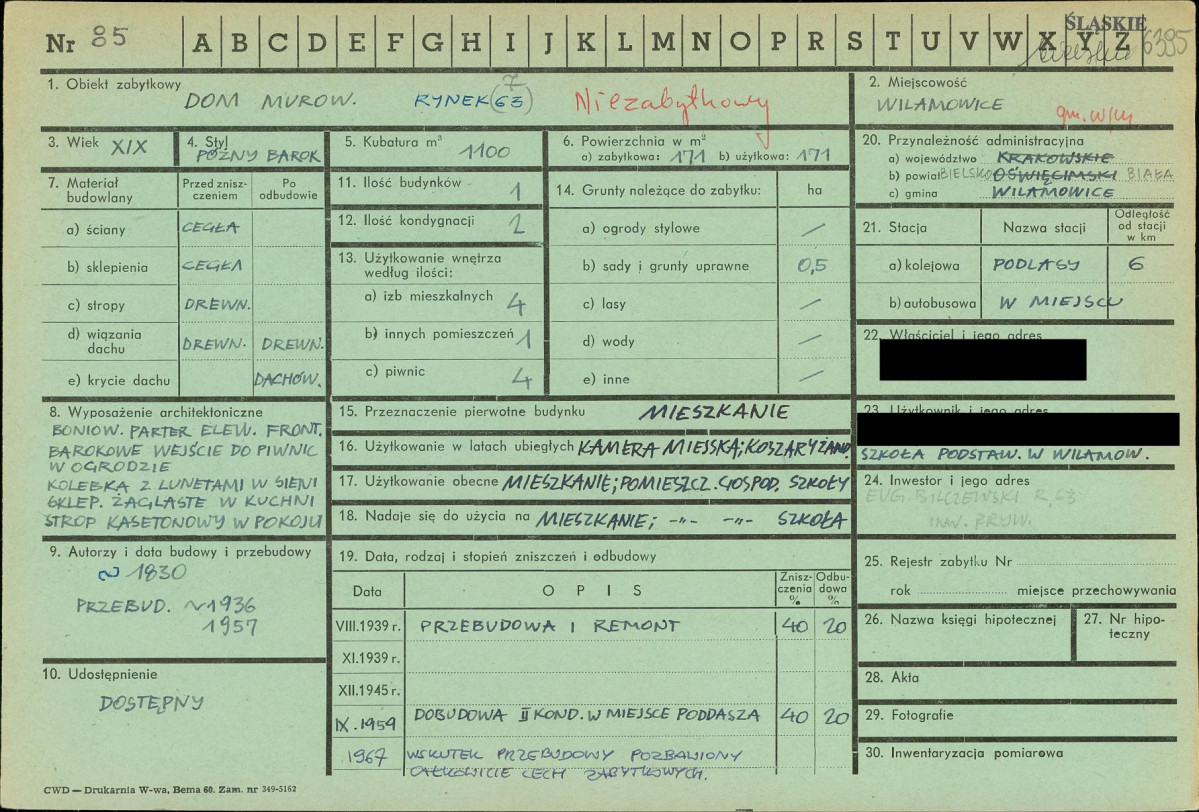 ŚLĄSKIE
Nr 85 A B C D E F G H I J K L M N O P R S T U V W X Y Z 6385
1. Obiekt zabytkowy
DOM MUROW. RYNEK (63) 7 Niezabytkowy
2. Miejscowość
WILAMOWICE
gm. w/m
3. Wiek XIX
4. Styl
PÓŹNY BAROK
5. Kubatura m³ 1100
6. Powierzchnia w m²
a) zabytkowa: 171 b) użytkowa: 171
20. Przynależność administracyjna
a) województwo KRAKOWSKIE
b) powiat BIELSKO OŚWIĘCIMSKI BIAŁA
c) gmina WILAMOWICE
7. Materiał budowlany
Przed zniszczeniem
Po odbudowie
a) ściany CEGŁA
b) sklepienia CEGŁA
c) stropy DREWN.
d) wiązania dachu DREWN. DREWN.
e) krycie dachu DACHÓW.
11. Ilość budynków 1
12. Ilość kondygnacji 2
13. Użytkowanie wnętrza
według ilości:
a) izb mieszkalnych 4
b) innych pomieszczeń 1
c) piwnic 4
14. Grunty należące do zabytku: ha
a) ogrody stylowe /
b) sady i grunty uprawne 0,5
c) lasy /
d) wody /
e) inne /
21. Stacja Nazwa stacji Odległość od stacji w km
a) kolejowa PODLASY 6
b) autobusowa W MIEJSCU
22. Właściciel i jego adres
23. Użytkownik i jego adres
SZKOŁA PODSTAW. W WILAMOW.
8. Wyposażenie architektoniczne
BONIOW. PARTER ELEW. FRONT.
BAROKOWE WEJŚCIE DO PIWNIC
W OGRODZIE
KOLEBKA Z LUNETAMI W SIENI
SKLEP. ŻAGLASTE W KUCHNI
STROP KASETONOWY W POKOJU
15. Przeznaczenie pierwotne budynku MIESZKANIE
16. Użytkowanie w latach ubiegłych KAMERA MIEJSKA; KOSZARY ŻAND.
17. Użytkowanie obecne MIESZKANIE; POMIESZCZ. GOSPOD. SZKOŁY
18. Nadaje się do użycia na MIESZKANIE; -"- -"- SZKOŁA
24. Inwestor i jego adres
EUG. BILCZEWSKI R. 63
INW. PRYW.
9. Autorzy i data budowy i przebudowy
~ 1830
PRZEBUD. ~1936
1957
10. Udostępnienie
DOSTĘPNY
19. Data, rodzaj i stopień zniszczeń i odbudowy
Data OPIS Zniszczenia % Odbudowa %
VIII.1939 r. PRZEBUDOWA I REMONT 40 20
XI.1939 r.
XII.1945 r.
IX.1959 DOBUDOWA II KOND. W MIEJSCE PODDASZA 40 20
1967 WSKUTEK PRZEBUDOWY POZBAWIONY
CAŁKOWICIE CECH ZABYTKOWYCH.
25. Rejestr zabytku Nr
rok miejsce przechowywania
26. Nazwa księgi hipotecznej
27. Nr hipoteczny
28. Akta
29. Fotografie
30. Inwentaryzacja pomiarowa
CWD — Drukarnia W-wa, Bema 60. Zam. nr 349-5162